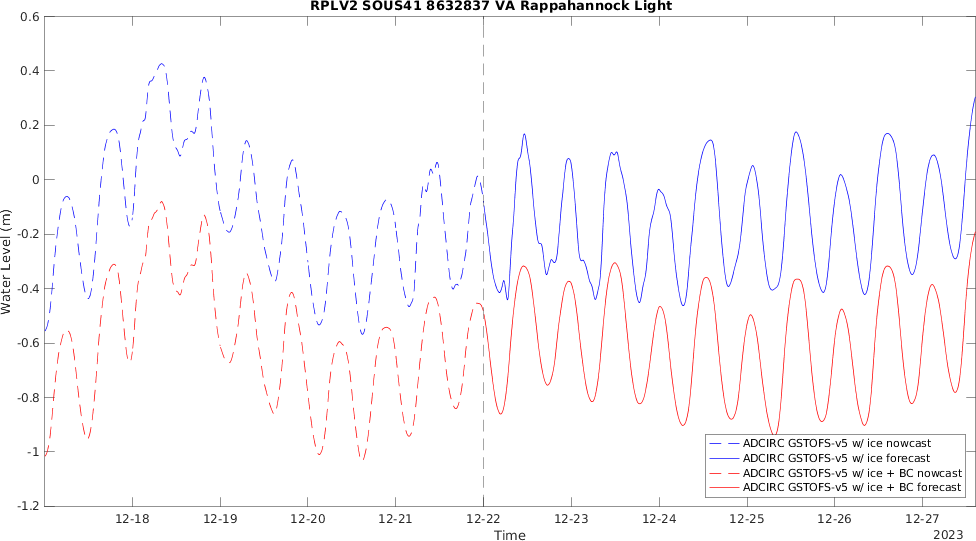 RPLV2 SOUS41 8632837 VA Rappahannock Light
0.6
0.4
0.2
0
-0.2
-0.4
-0.6
-0.8
-1
-1.2
Water Level (m)
ADCIRC GSTOFS-v5 w/ ice nowcast
ADCIRC GSTOFS-v5 w/ ice forecast
ADCIRC GSTOFS-v5 w/ ice + BC nowcast
ADCIRC GSTOFS-v5 w/ ice + BC forecast
12-18 12-19 12-20 12-21 12-22 12-23 12-24 12-25 12-26 12-27
Time
2023